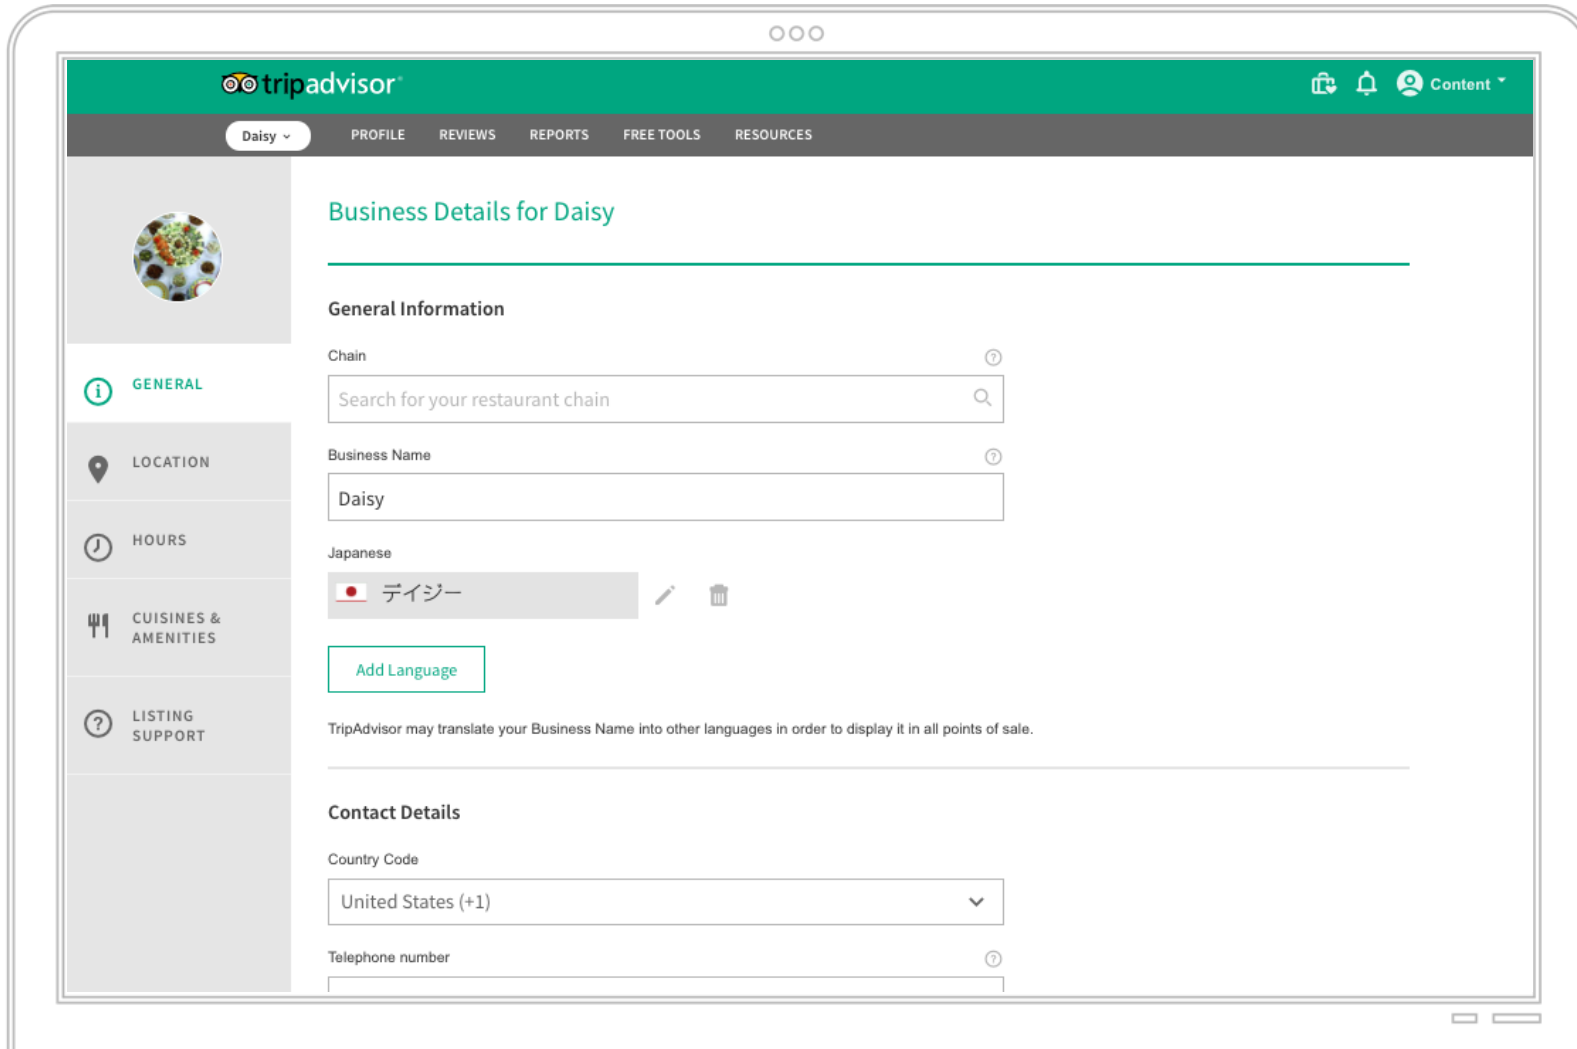 tripadvisor
Content
Daisy
PROFILE
REVIEWS
REPORTS
FREE TOOLS
RESOURCES
Business Details for Daisy
General Information
Chain
Search for your restaurant chain
Business Name
Daisy
Japanese
デイジー
Add Language
TripAdvisor may translate your Business Name into other languages in order to display it in all points of sale.
Contact Details
Country Code
United States (+1)
Telephone number
GENERAL
LOCATION
HOURS
CUISINES &
AMENITIES
LISTING
SUPPORT